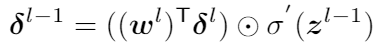 δ^{l−1} = ((w^l)^⊤ δ^l) ⊙ σ′(z^{l−1})